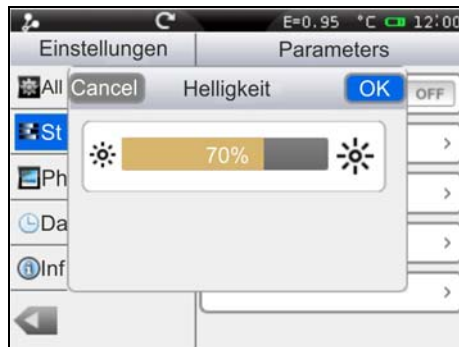 E=0.95 °C 12:00
Einstellungen Parameters
All Cancel Helligkeit OK OFF
St 70%
Ph
Da
Inf